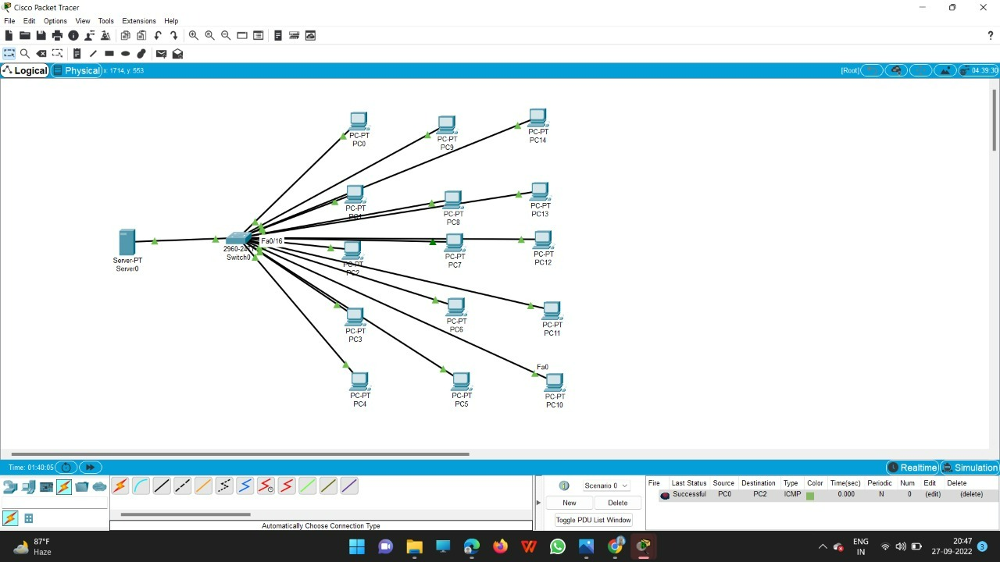 Cisco Packet Tracer
File Edit Options View Tools Extensions Help
?
Logical Physical x: 1714, y: 553 [Root] 04:39:30
PC-PT
PC0
PC-PT
PC9
PC-PT
PC14
PC-PT
PC1
PC-PT
PC8
PC-PT
PC13
Server-PT
Server0
Fa0/16
Switch0
PC-PT
PC2
PC-PT
PC7
PC-PT
PC12
PC-PT
PC3
PC-PT
PC6
PC-PT
PC11
Fa0
PC-PT
PC4
PC-PT
PC5
PC-PT
PC10
Time: 01:40:05 Realtime Simulation
Scenario 0
New Delete
Toggle PDU List Window
Fire Last Status Source Destination Type Color Time(sec) Periodic Num Edit Delete
Successful PC0 PC2 ICMP 0.000 N 0 (edit) (delete)
Automatically Choose Connection Type
87°F
Haze
ENG
IN
20:47
27-09-2022
3